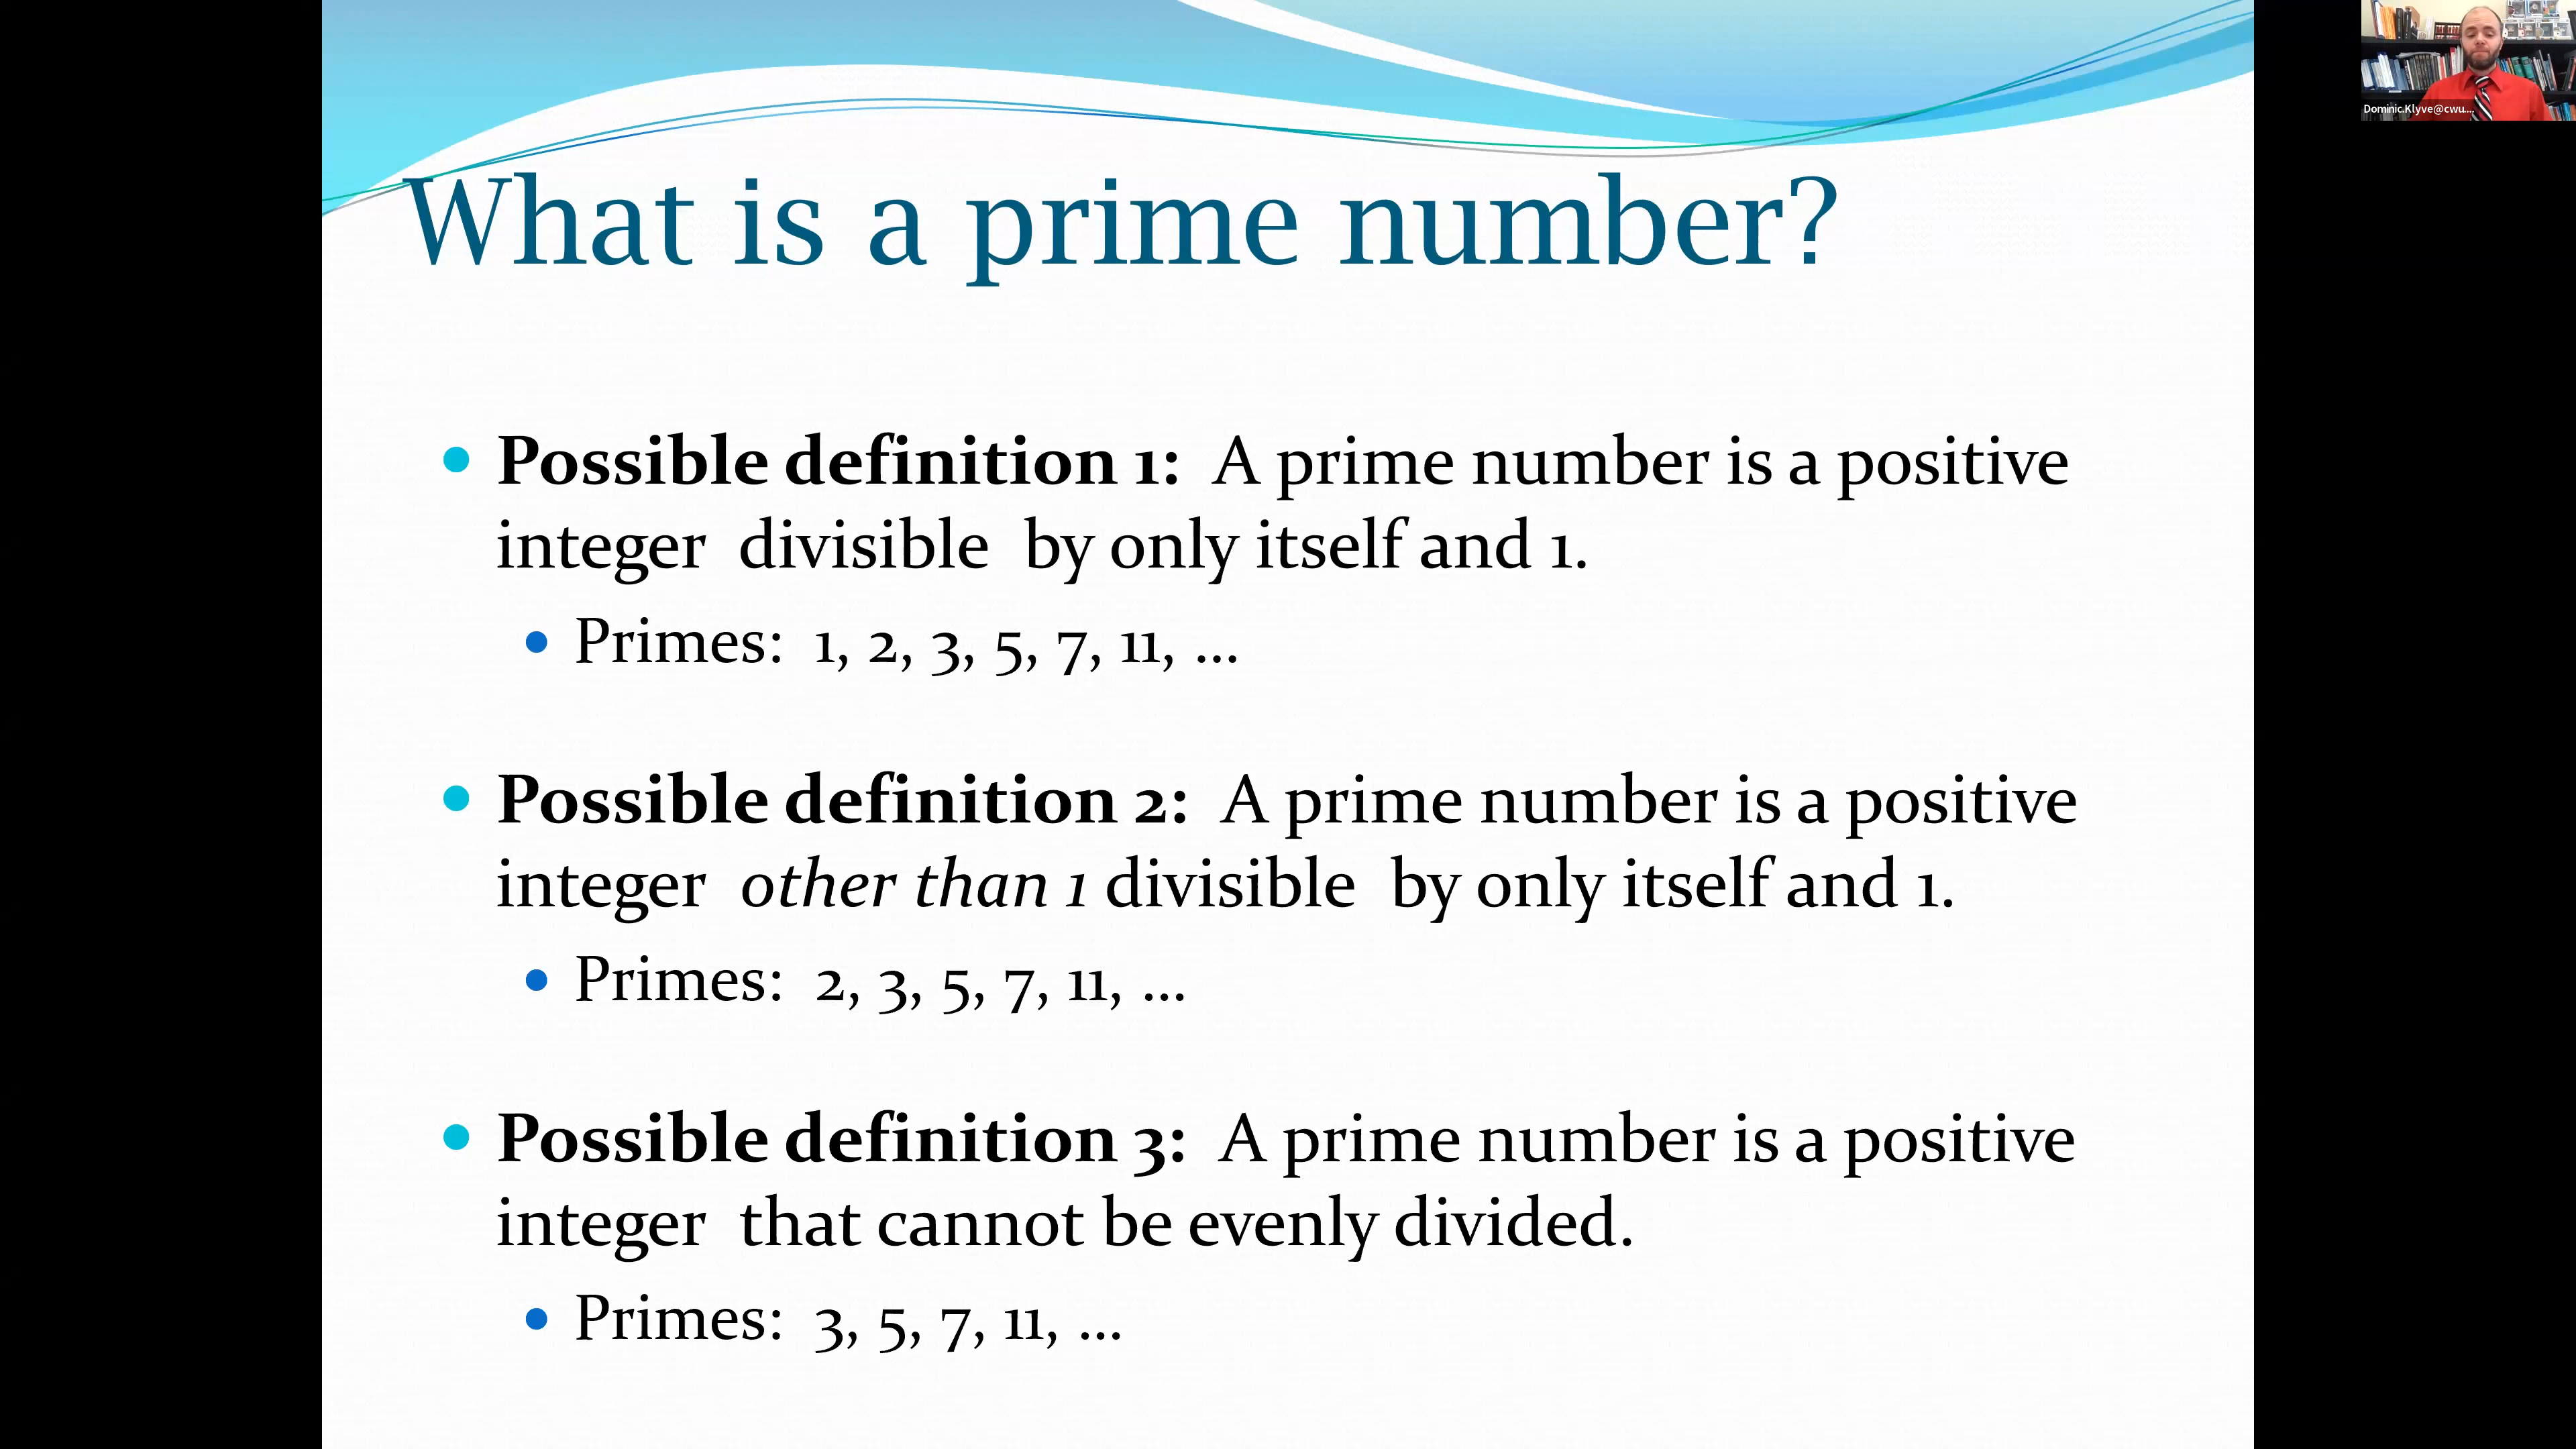 What is a prime number?
Possible definition 1: A prime number is a positive
integer divisible by only itself and 1.
Primes: 1, 2, 3, 5, 7, 11, ...
Possible definition 2: A prime number is a positive
integer other than 1 divisible by only itself and 1.
Primes: 2, 3, 5, 7, 11, ...
Possible definition 3: A prime number is a positive
integer that cannot be evenly divided.
Primes: 3, 5, 7, 11, ...
Dominic.Klyve@cwu....